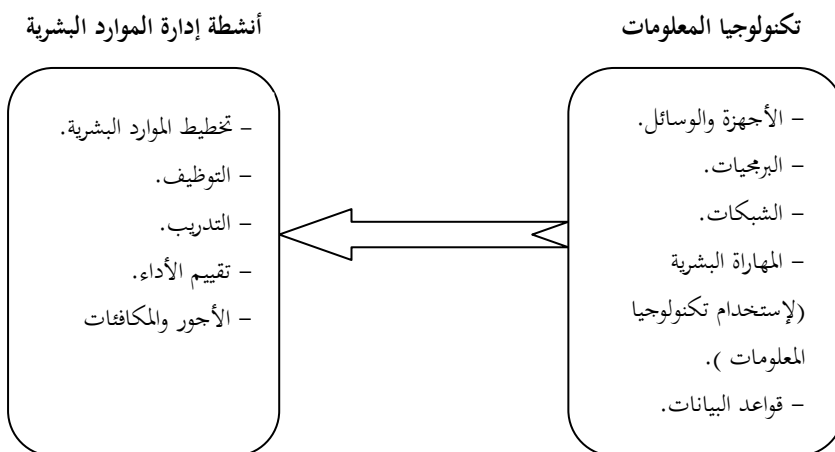 تكنولوجيا المعلومات
– الأجهزة والوسائل.
– البرمجيات.
– الشبكات.
– المهاراة البشرية
(لإستخدام تكنولوجيا
المعلومات ).
– قواعد البيانات.
أنشطة إدارة الموارد البشرية
– تخطيط الموارد البشرية.
– التوظيف.
– التدريب.
– تقييم الأداء.
– الأجور والمكافئات